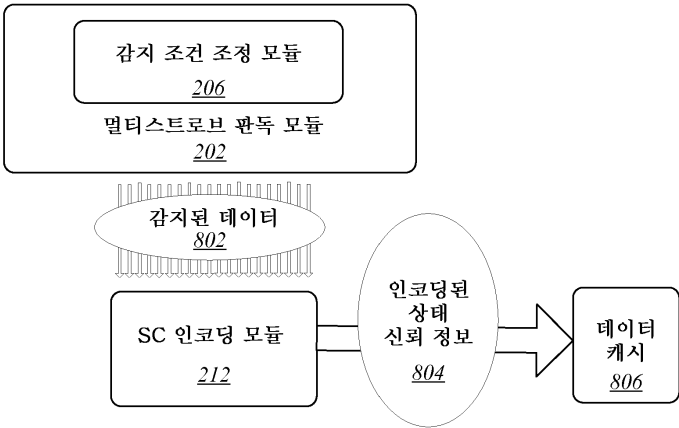 감지 조건 조정 모듈
206
멀티스트로브 판독 모듈
202
감지된 데이터
802
SC 인코딩 모듈
212
인코딩된
상태
신뢰 정보
804
데이터
캐시
806